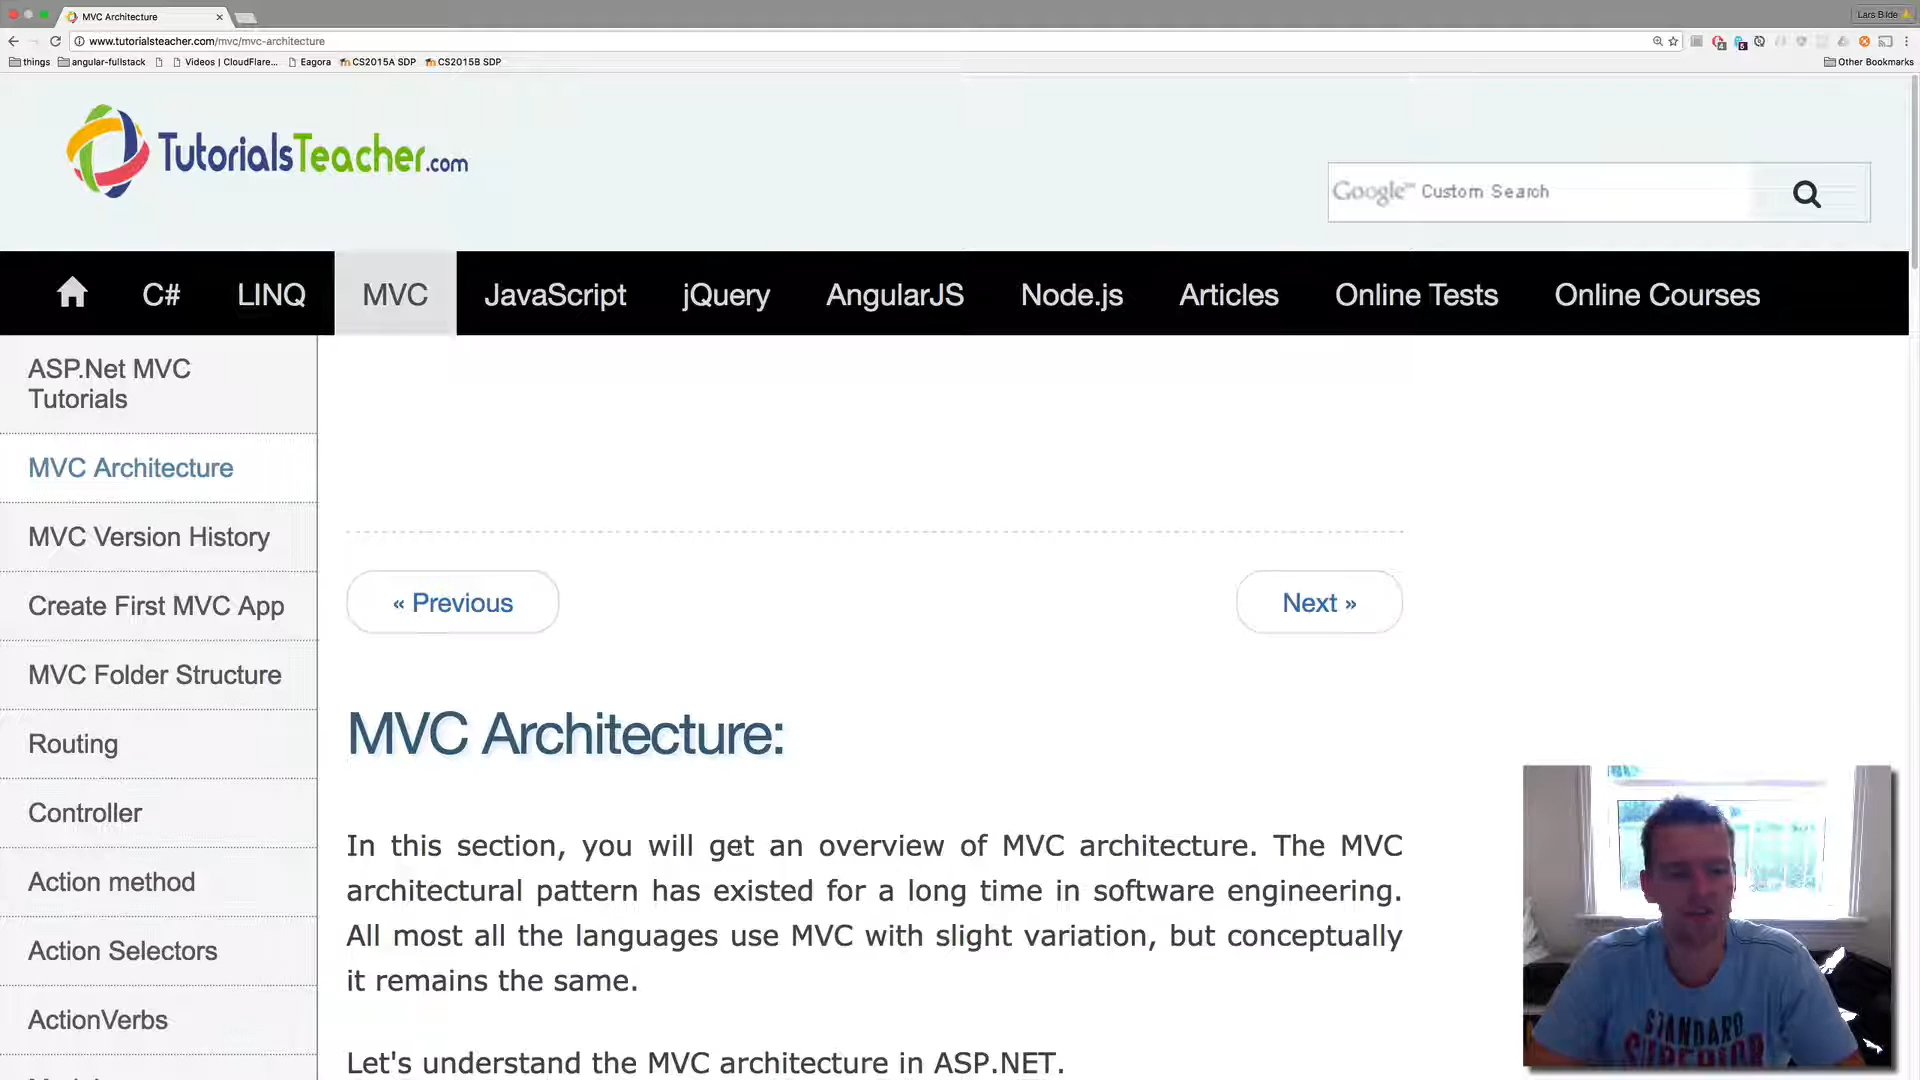 MVC Architecture
Lars Bilde
www.tutorialsteacher.com/mvc/mvc-architecture
things
angular-fullstack
Videos | CloudFlare...
Eagora
CS2015A SDP
CS2015B SDP
Other Bookmarks
TutorialsTeacher.com
Google™ Custom Search
C#
LINQ
MVC
JavaScript
jQuery
AngularJS
Node.js
Articles
Online Tests
Online Courses
ASP.Net MVC
Tutorials
MVC Architecture
MVC Version History
Create First MVC App
MVC Folder Structure
Routing
Controller
Action method
Action Selectors
ActionVerbs
« Previous
Next »
MVC Architecture:
In this section, you will get an overview of MVC architecture. The MVC
architectural pattern has existed for a long time in software engineering.
All most all the languages use MVC with slight variation, but conceptually
it remains the same.
Let's understand the MVC architecture in ASP.NET.
STANDARD
SUPERIOR